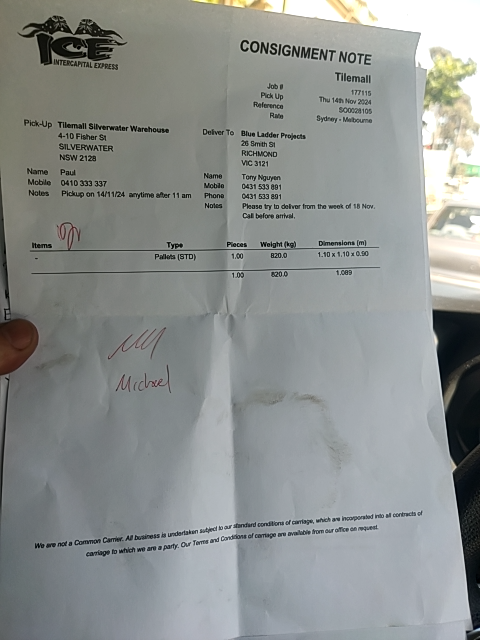 ICE
INTERCAPITAL EXPRESS
CONSIGNMENT NOTE
Tilemall
Job # 177115
Pick Up Thu 14th Nov 2024
Reference SO0028105
Rate Sydney - Melbourne
Pick-Up Tilemall Silverwater Warehouse
4-10 Fisher St
SILVERWATER
NSW 2128
Name Paul
Mobile 0410 333 337
Notes Pickup on 14/11/24 anytime after 11 am
Deliver To Blue Ladder Projects
26 Smith St
RICHMOND
VIC 3121
Name Tony Nguyen
Mobile 0431 533 891
Phone 0431 533 891
Notes Please try to deliver from the week of 18 Nov.
Call before arrival.
Items Type Pieces Weight (kg) Dimensions (m)
- Pallets (STD) 1.00 820.0 1.10 x 1.10 x 0.90
1.00 820.0 1.089
Michael
We are not a Common Carrier. All business is undertaken subject to our standard conditions of carriage, which are incorporated into all contracts of
carriage to which we are a party. Our Terms and Conditions of carriage are available from our office on request.